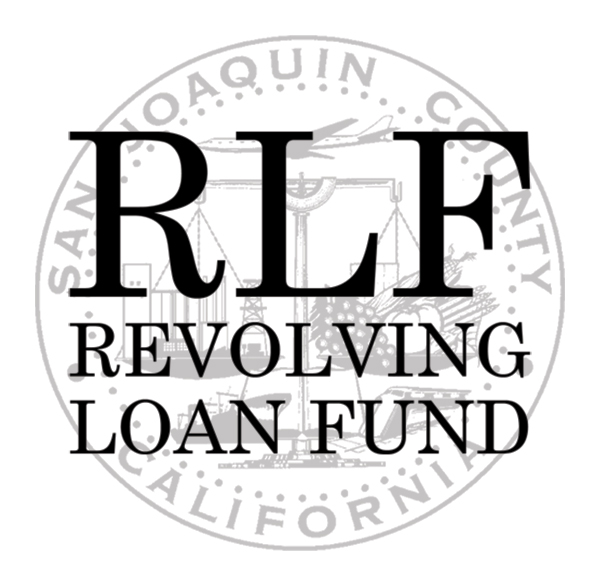 SAN JOAQUIN COUNTY
RLF
REVOLVING
LOAN FUND
CALIFORNIA